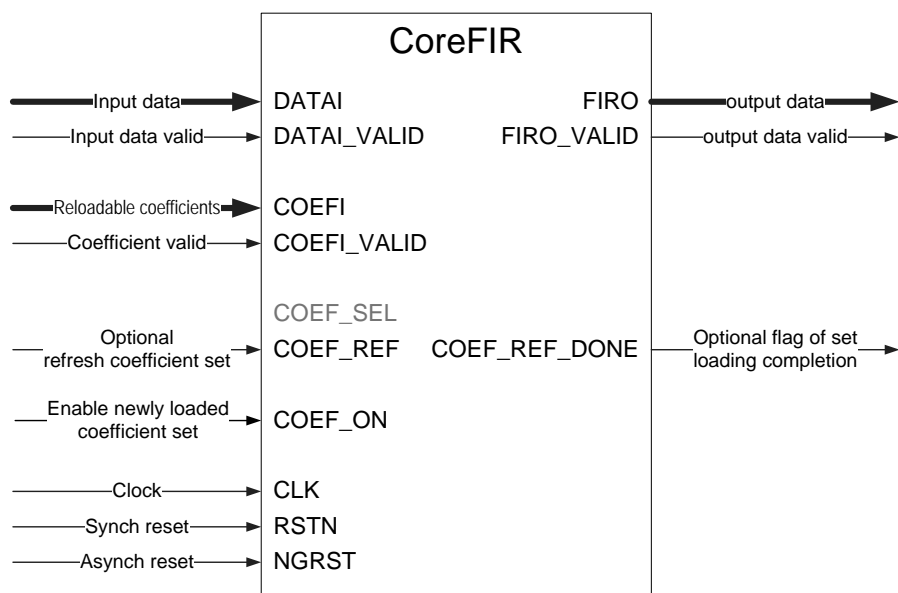 CoreFIR
Input data DATAI FIRO output data
Input data valid DATAI_VALID FIRO_VALID output data valid
Reloadable coefficients COEFI
Coefficient valid COEFI_VALID
COEF_SEL
Optional
refresh coefficient set COEF_REF COEF_REF_DONE Optional flag of set
loading completion
Enable newly loaded
coefficient set COEF_ON
Clock CLK
Synch reset RSTN
Asynch reset NGRST